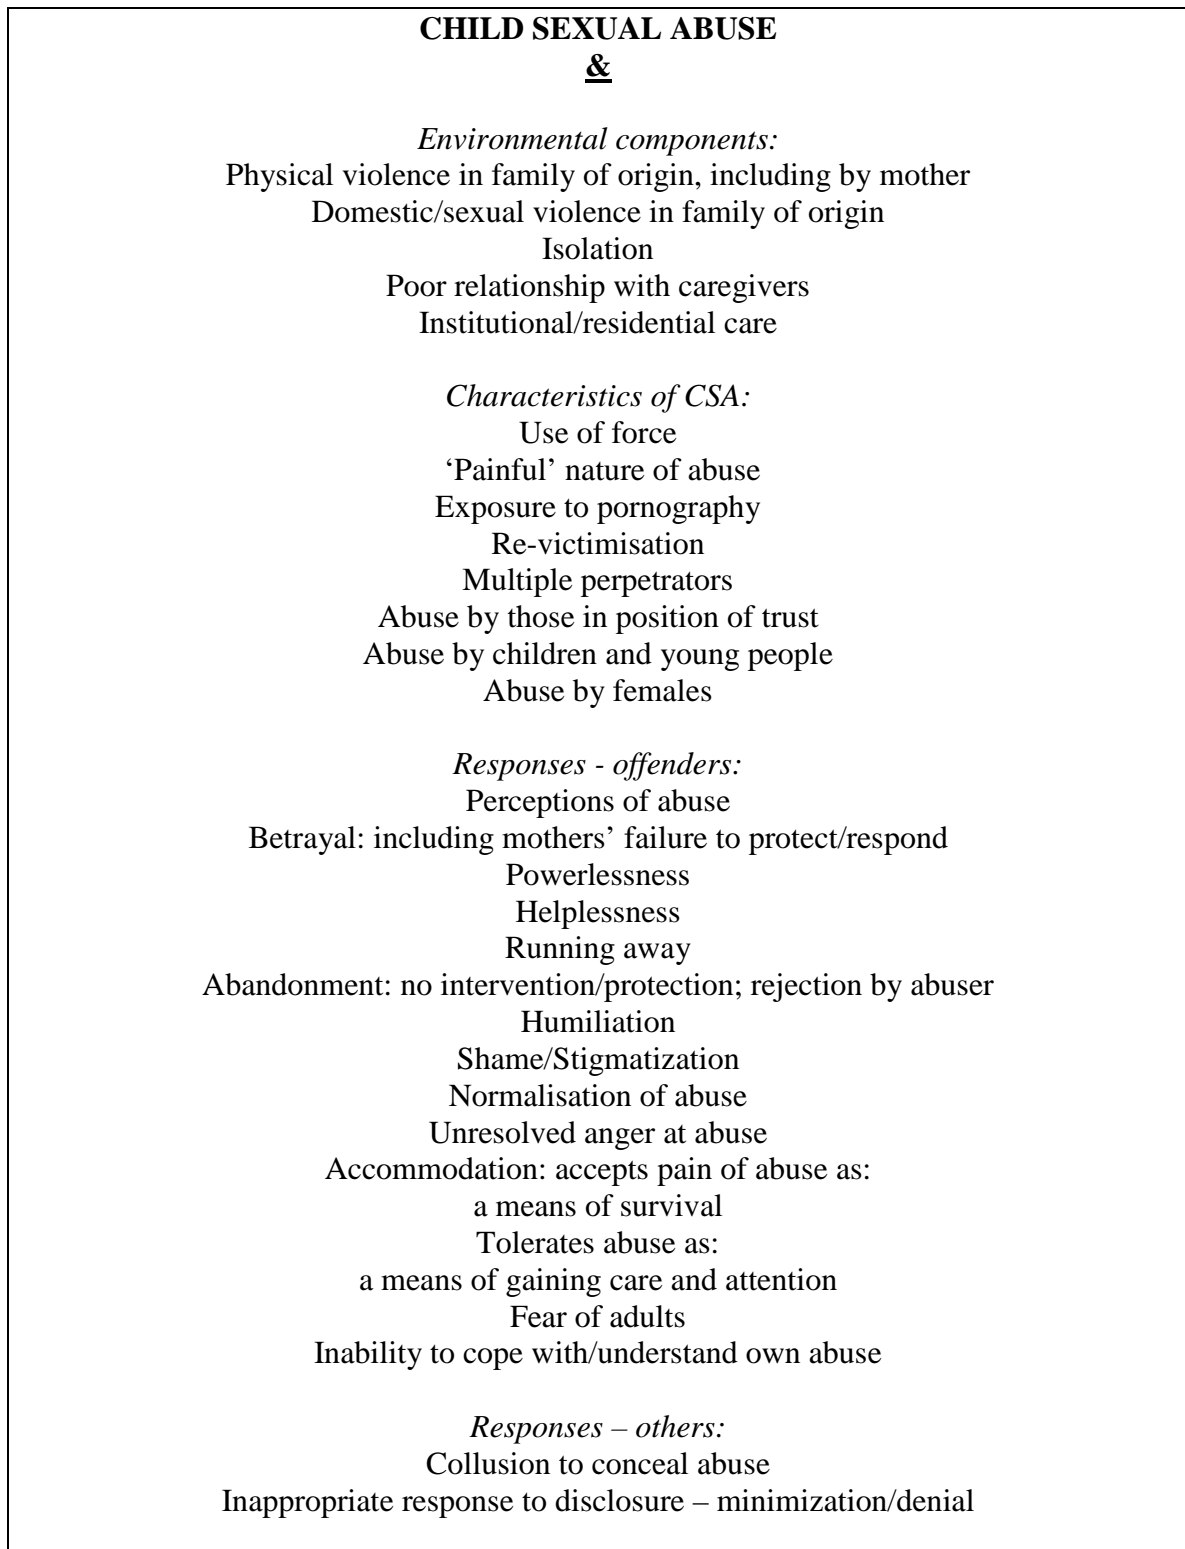 CHILD SEXUAL ABUSE
&
Environmental components:
Physical violence in family of origin, including by mother
Domestic/sexual violence in family of origin
Isolation
Poor relationship with caregivers
Institutional/residential care
Characteristics of CSA:
Use of force
‘Painful’ nature of abuse
Exposure to pornography
Re-victimisation
Multiple perpetrators
Abuse by those in position of trust
Abuse by children and young people
Abuse by females
Responses - offenders:
Perceptions of abuse
Betrayal: including mothers’ failure to protect/respond
Powerlessness
Helplessness
Running away
Abandonment: no intervention/protection; rejection by abuser
Humiliation
Shame/Stigmatization
Normalisation of abuse
Unresolved anger at abuse
Accommodation: accepts pain of abuse as:
a means of survival
Tolerates abuse as:
a means of gaining care and attention
Fear of adults
Inability to cope with/understand own abuse
Responses – others:
Collusion to conceal abuse
Inappropriate response to disclosure – minimization/denial